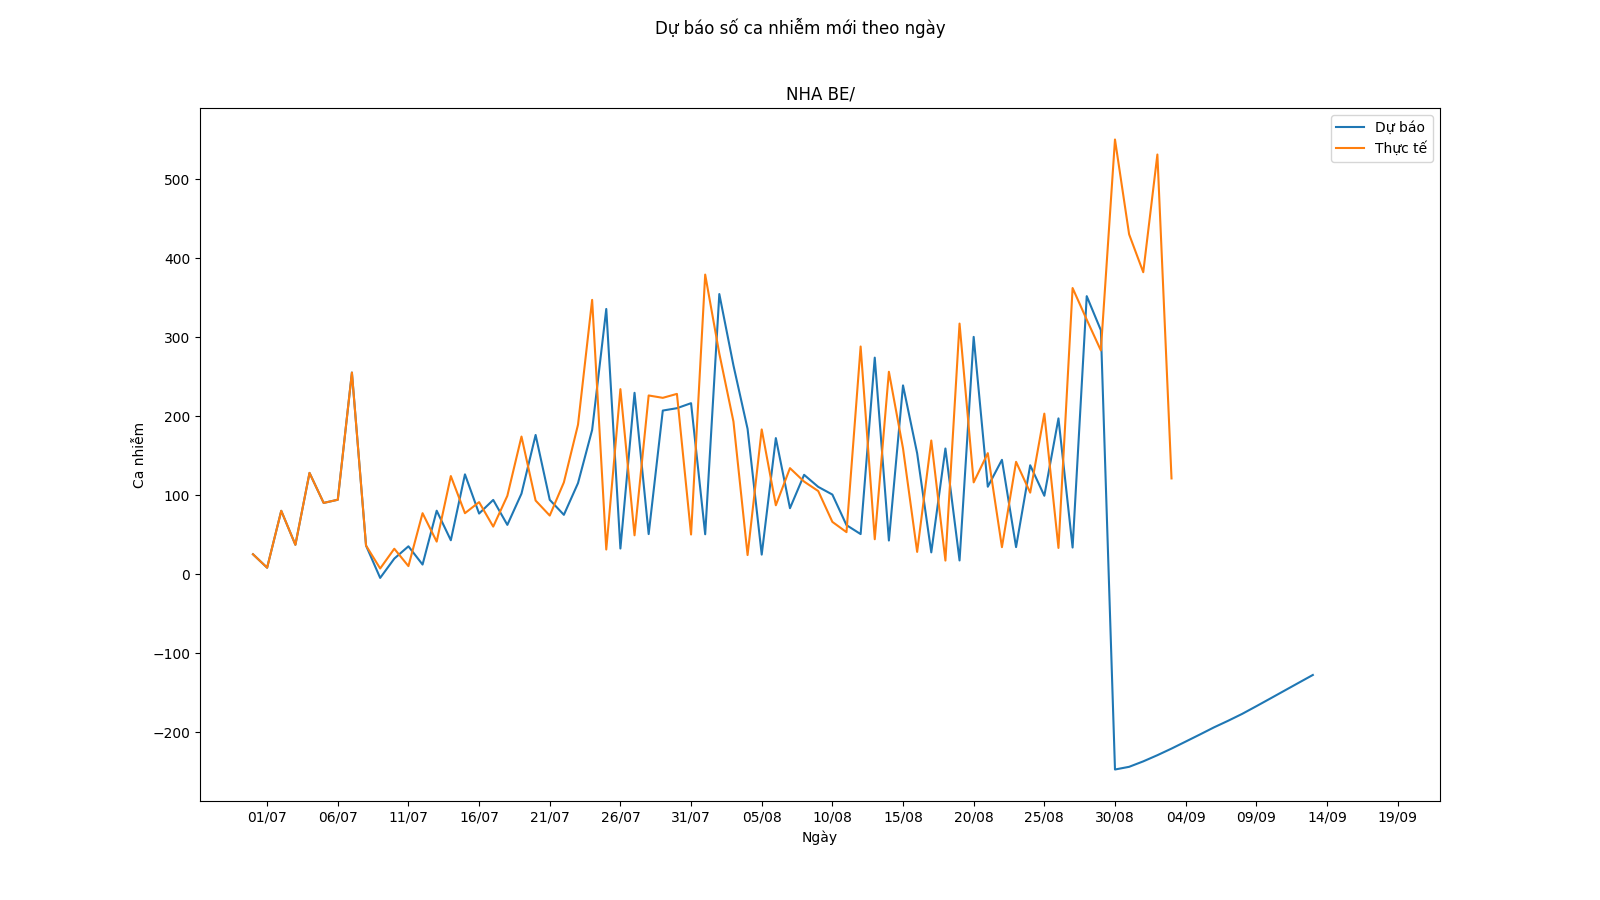 Dự báo số ca nhiễm mới theo ngày
NHA BE/
Dự báo
Thực tế
500
400
300
200
100
0
−100
−200
Ca nhiễm
01/07 06/07 11/07 16/07 21/07 26/07 31/07 05/08 10/08 15/08 20/08 25/08 30/08 04/09 09/09 14/09 19/09
Ngày